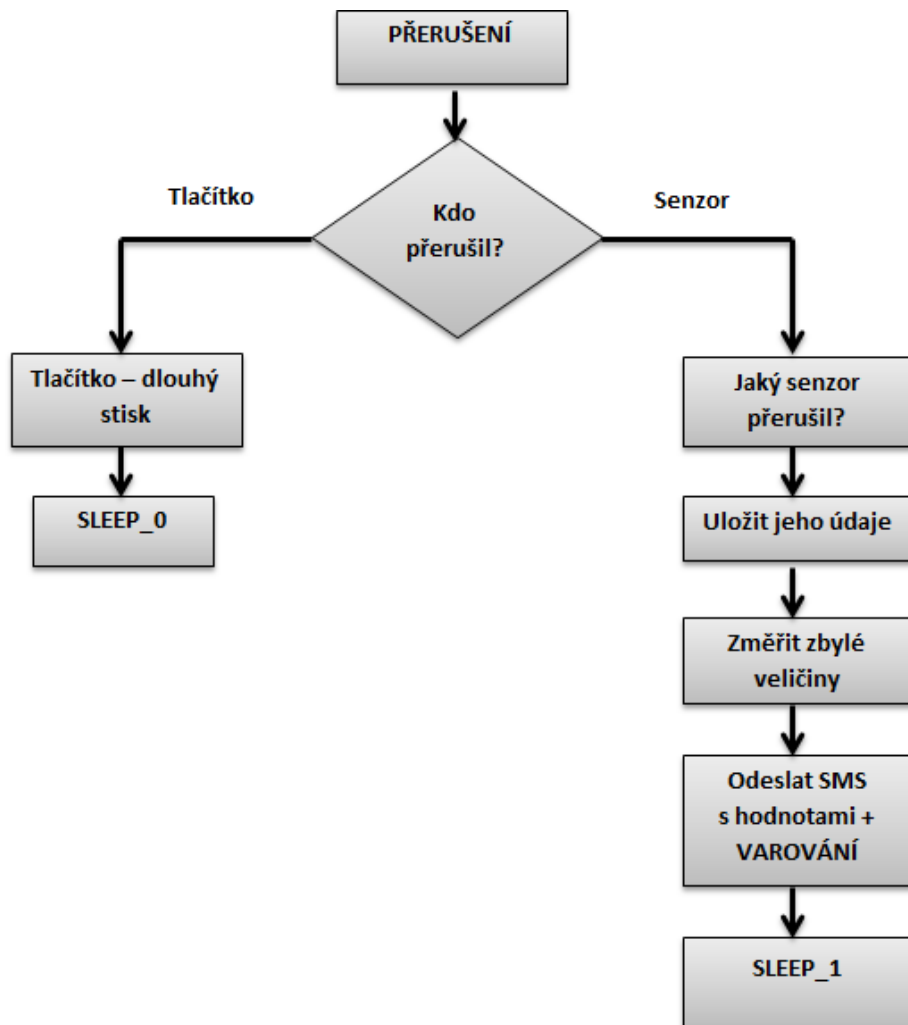 PŘERUŠENÍ
Kdo
přerušil?
Tlačítko
Senzor
Tlačítko – dlouhý
stisk
SLEEP_0
Jaký senzor
přerušil?
Uložit jeho údaje
Změřit zbylé
veličiny
Odeslat SMS
s hodnotami +
VAROVÁNÍ
SLEEP_1